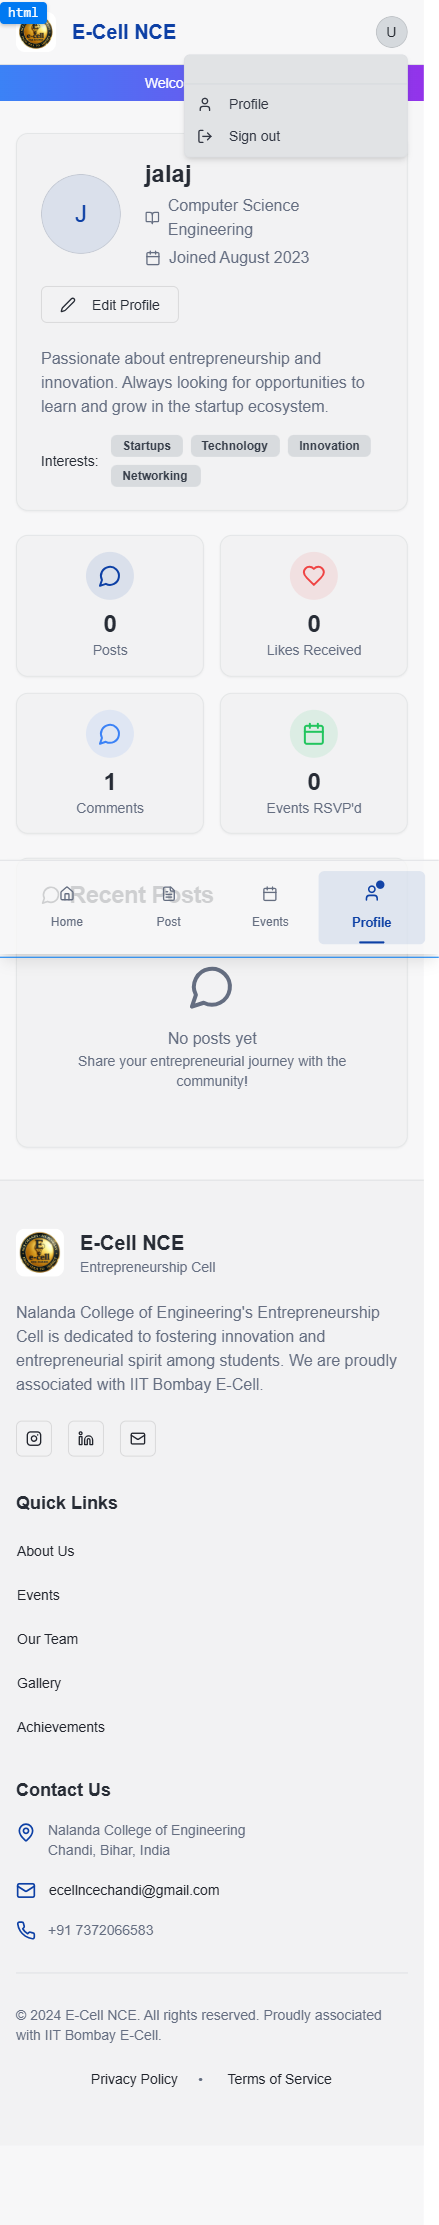 html
E-Cell NCE
U
Welco
Profile
Sign out
J
jalaj
Computer Science
Engineering
Joined August 2023
Edit Profile
Passionate about entrepreneurship and
innovation. Always looking for opportunities to
learn and grow in the startup ecosystem.
Interests:
Startups
Technology
Innovation
Networking
0
Posts
0
Likes Received
1
Comments
0
Events RSVP'd
Recent Posts
Home
Post
Events
Profile
No posts yet
Share your entrepreneurial journey with the
community!
E-Cell NCE
Entrepreneurship Cell
Nalanda College of Engineering's Entrepreneurship
Cell is dedicated to fostering innovation and
entrepreneurial spirit among students. We are proudly
associated with IIT Bombay E-Cell.
Quick Links
About Us
Events
Our Team
Gallery
Achievements
Contact Us
Nalanda College of Engineering
Chandi, Bihar, India
ecellncechandi@gmail.com
+91 7372066583
© 2024 E-Cell NCE. All rights reserved. Proudly associated
with IIT Bombay E-Cell.
Privacy Policy • Terms of Service